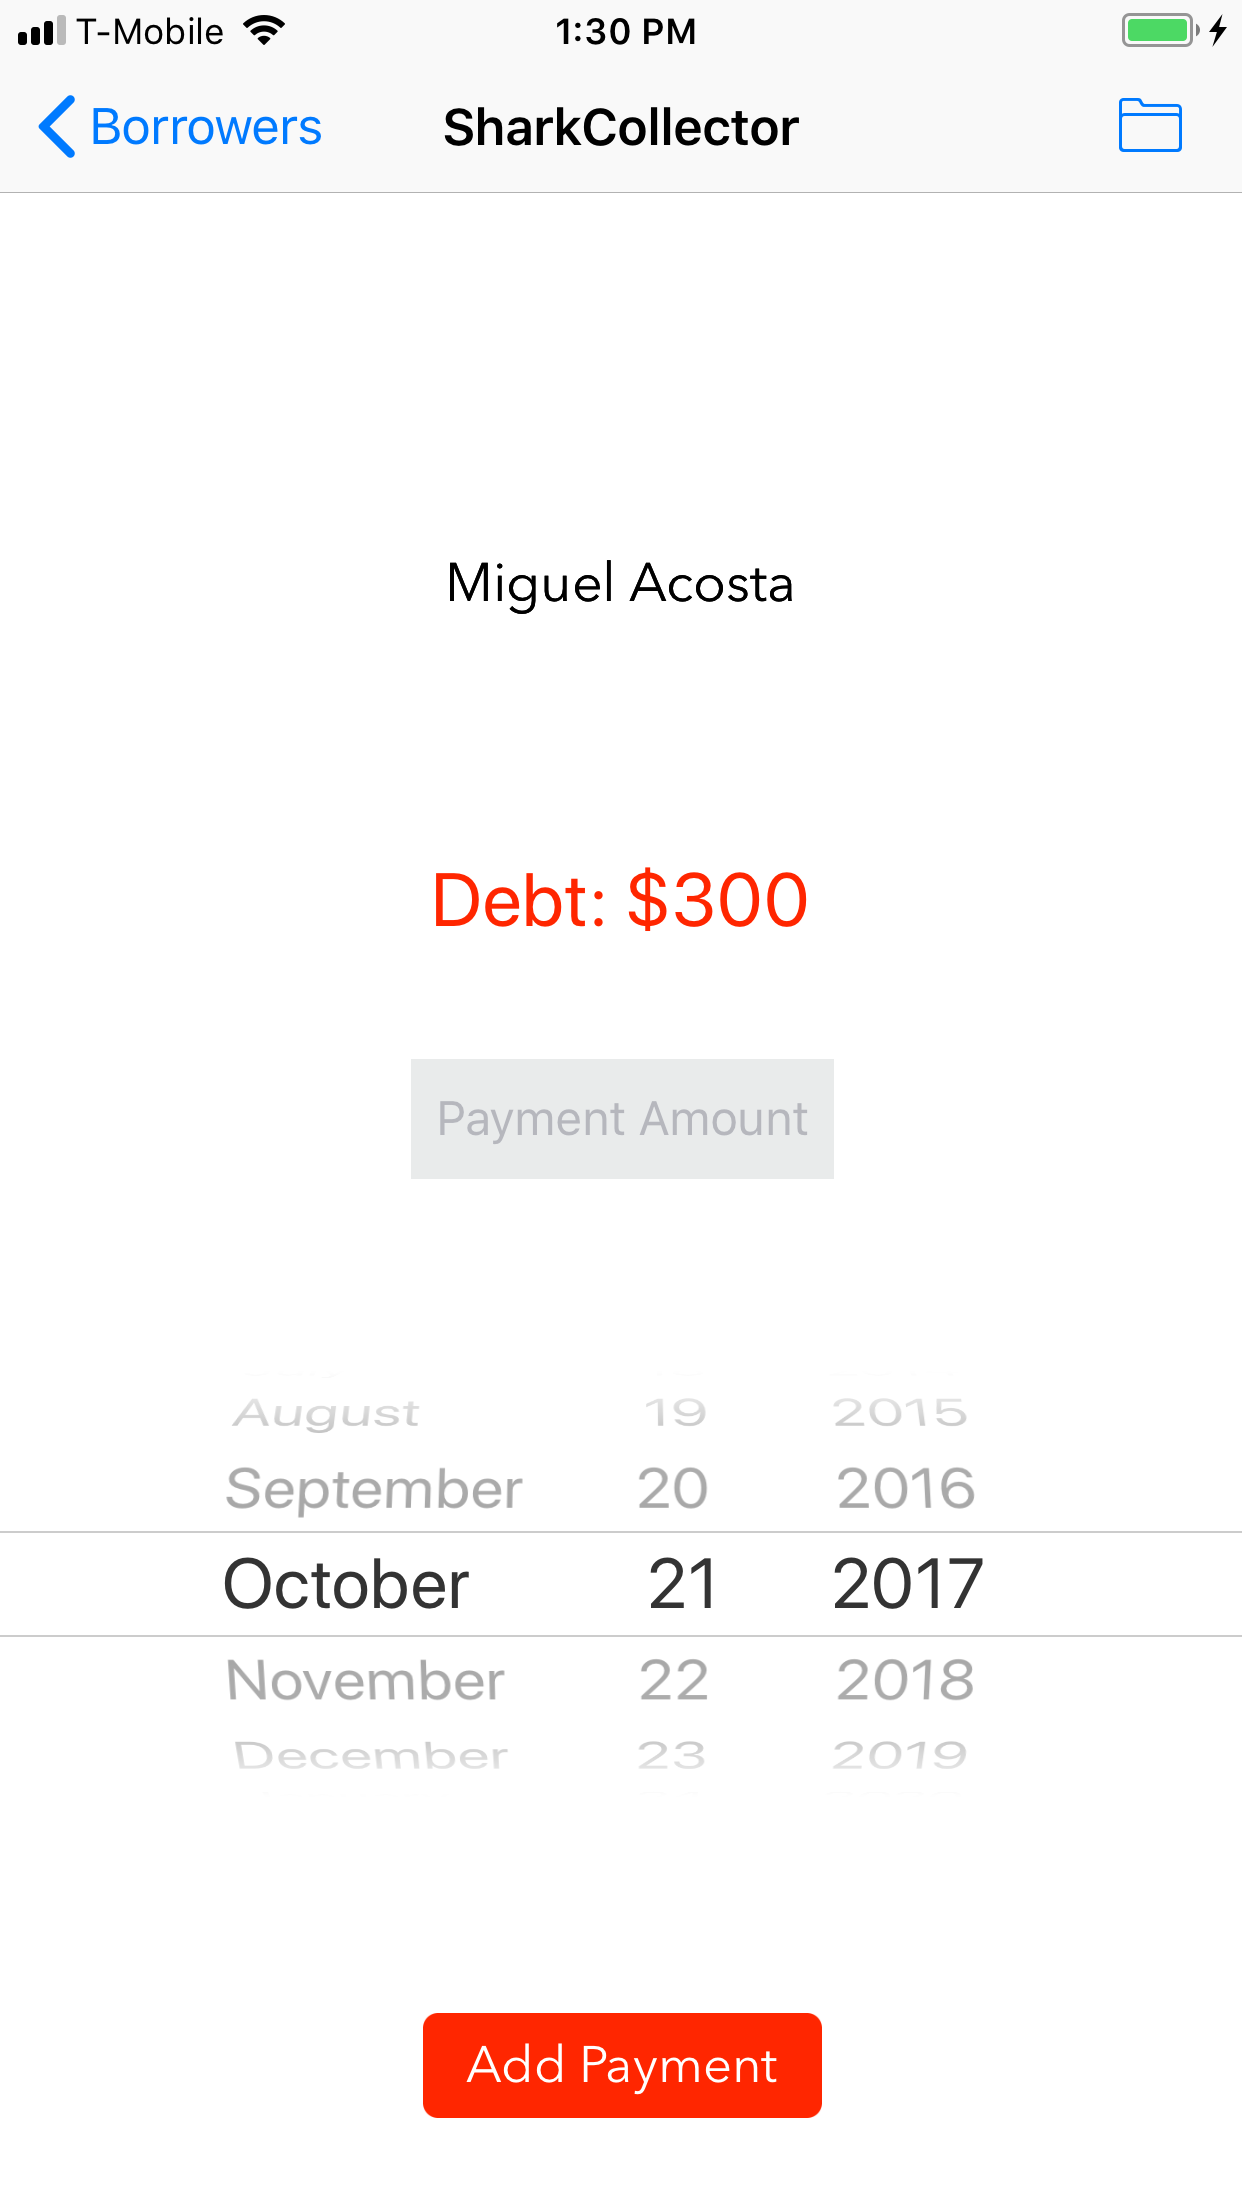 T-Mobile 1:30 PM
Borrowers SharkCollector
Miguel Acosta
Debt: $300
Payment Amount
August 19 2015
September 20 2016
October 21 2017
November 22 2018
December 23 2019
Add Payment